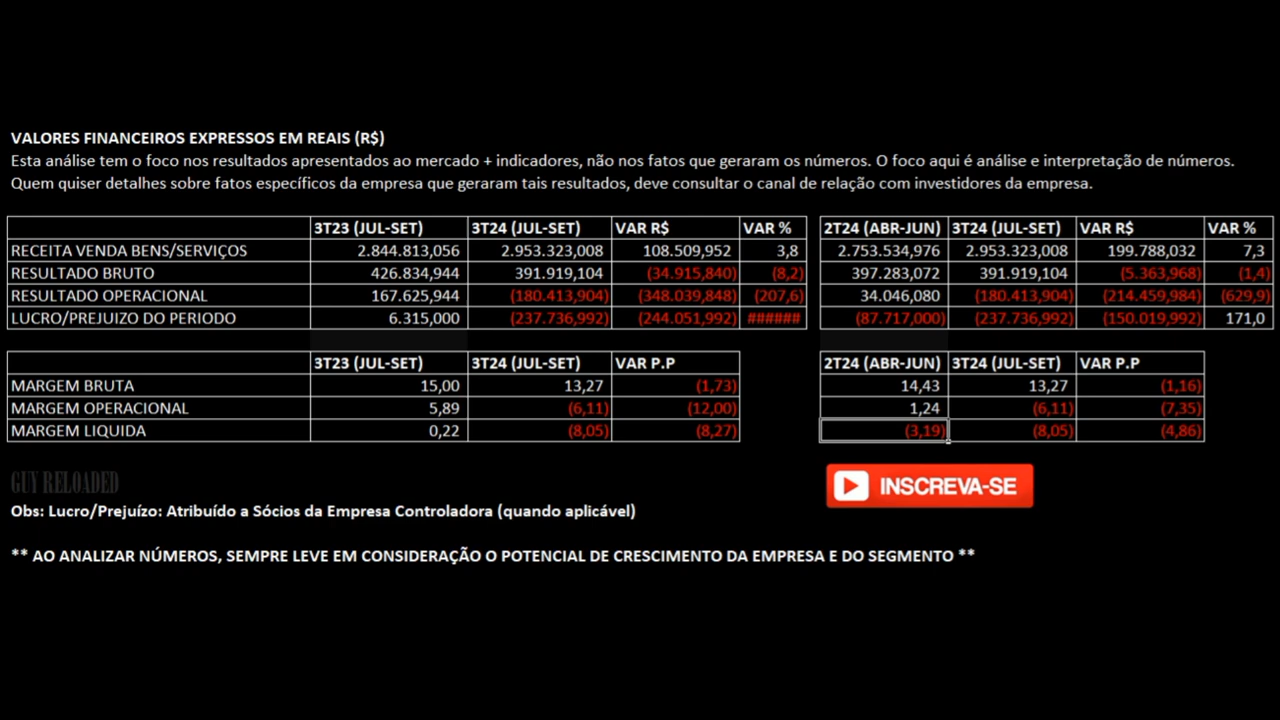 VALORES FINANCEIROS EXPRESSOS EM REAIS (R$)
Esta análise tem o foco nos resultados apresentados ao mercado + indicadores, não nos fatos que geraram os números. O foco aqui é análise e interpretação de números.
Quem quiser detalhes sobre fatos específicos da empresa que geraram tais resultados, deve consultar o canal de relação com investidores da empresa.
3T23 (JUL-SET) 3T24 (JUL-SET) VAR R$ VAR % 2T24 (ABR-JUN) 3T24 (JUL-SET) VAR R$ VAR %
RECEITA VENDA BENS/SERVIÇOS 2.844.813,056 2.953.323,008 108.509,952 3,8 2.753.534,976 2.953.323,008 199.788,032 7,3
RESULTADO BRUTO 426.834,944 391.919,104 (34.915,840) (8,2) 397.283,072 391.919,104 (5.363,968) (1,4)
RESULTADO OPERACIONAL 167.625,944 (180.413,904) (348.039,848) (207,6) 34.046,080 (180.413,904) (214.459,984) (629,9)
LUCRO/PREJUIZO DO PERIODO 6.315,000 (237.736,992) (244.051,992) ###### (87.717,000) (237.736,992) (150.019,992) 171,0
3T23 (JUL-SET) 3T24 (JUL-SET) VAR P.P 2T24 (ABR-JUN) 3T24 (JUL-SET) VAR P.P
MARGEM BRUTA 15,00 13,27 (1,73) 14,43 13,27 (1,16)
MARGEM OPERACIONAL 5,89 (6,11) (12,00) 1,24 (6,11) (7,35)
MARGEM LIQUIDA 0,22 (8,05) (8,27) (3,19) (8,05) (4,86)
GUY RELOADED
INSCREVA-SE
Obs: Lucro/Prejuízo: Atribuído a Sócios da Empresa Controladora (quando aplicável)
** AO ANALIZAR NÚMEROS, SEMPRE LEVE EM CONSIDERAÇÃO O POTENCIAL DE CRESCIMENTO DA EMPRESA E DO SEGMENTO **